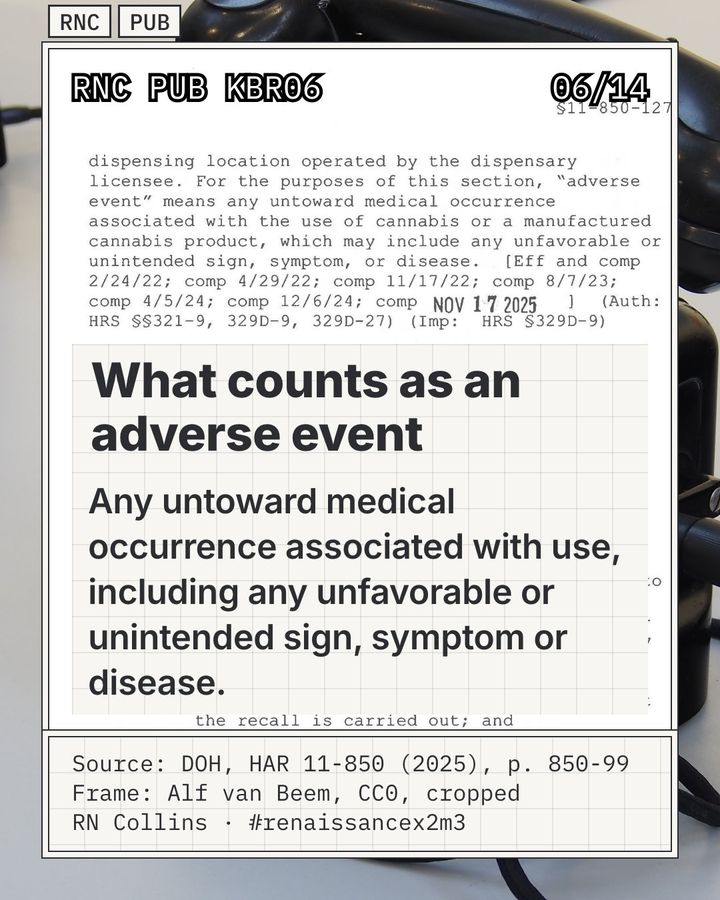 RNC PUB
RNC PUB KBR06 06/14
§11-850-127
dispensing location operated by the dispensary
licensee. For the purposes of this section, “adverse
event” means any untoward medical occurrence
associated with the use of cannabis or a manufactured
cannabis product, which may include any unfavorable or
unintended sign, symptom, or disease. [Eff and comp
2/24/22; comp 4/29/22; comp 11/17/22; comp 8/7/23;
comp 4/5/24; comp 12/6/24; comp NOV 17 2025 ] (Auth:
HRS §§321-9, 329D-9, 329D-27) (Imp: HRS §329D-9)
What counts as an
adverse event
Any untoward medical
occurrence associated with use,
including any unfavorable or
unintended sign, symptom or
disease.
the recall is carried out; and
Source: DOH, HAR 11-850 (2025), p. 850-99
Frame: Alf van Beem, CC0, cropped
RN Collins · #renaissancex2m3